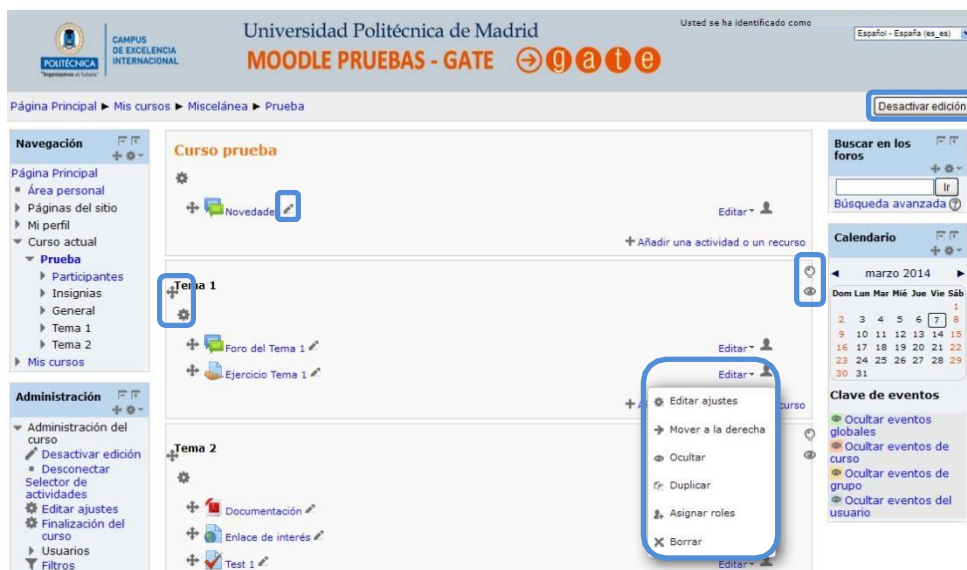 CAMPUS
DE EXCELENCIA
INTERNACIONAL
POLITÉCNICA
"Ingeniamos el futuro"
Universidad Politécnica de Madrid
MOODLE PRUEBAS - GATE gate
Usted se ha identificado como
Español - España (es_es)
Página Principal ► Mis cursos ► Miscelánea ► Prueba
Desactivar edición
Navegación
Página Principal
Área personal
Páginas del sitio
Mi perfil
Curso actual
Prueba
Participantes
Insignias
General
Tema 1
Tema 2
Mis cursos
Administración
Administración del
curso
Desactivar edición
Desconectar
Selector de
actividades
Editar ajustes
Finalización del
curso
Usuarios
Filtros
Curso prueba
Novedades
Editar
Añadir una actividad o un recurso
Tema 1
Foro del Tema 1
Editar
Ejercicio Tema 1
Editar
curso
Editar ajustes
Mover a la derecha
Ocultar
Duplicar
Asignar roles
Borrar
Tema 2
Documentación
Enlace de interés
Test 1
Editar
Buscar en los
foros
Ir
Búsqueda avanzada
Calendario
◄ marzo 2014 ►
Dom Lun Mar Mié Jue Vie Sáb
1
2 3 4 5 6 7 8
9 10 11 12 13 14 15
16 17 18 19 20 21 22
23 24 25 26 27 28 29
30 31
Clave de eventos
Ocultar eventos
globales
Ocultar eventos de
curso
Ocultar eventos de
grupo
Ocultar eventos del
usuario